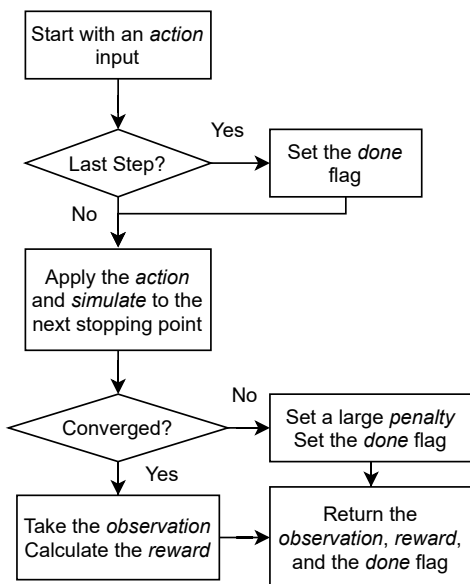 Start with an action
input
Yes
Last Step?
Set the done
flag
No
Apply the action
and simulate to the
next stopping point
No
Converged?
Set a large penalty
Set the done flag
Yes
Take the observation
Calculate the reward
Return the
observation, reward,
and the done flag